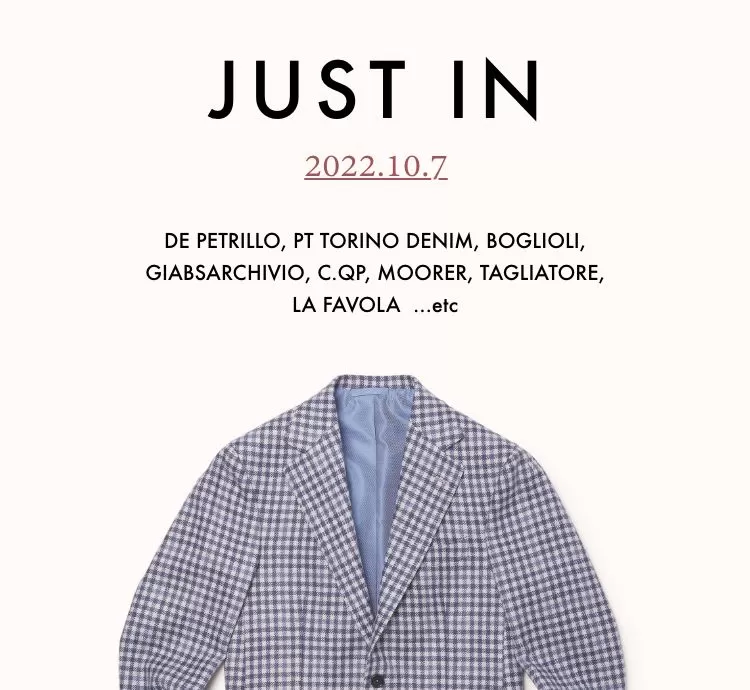 JUST IN
2022.10.7
DE PETRILLO, PT TORINO DENIM, BOGLIOLI,
GIABSARCHIVIO, C.QP, MOORER, TAGLIATORE,
LA FAVOLA ...etc